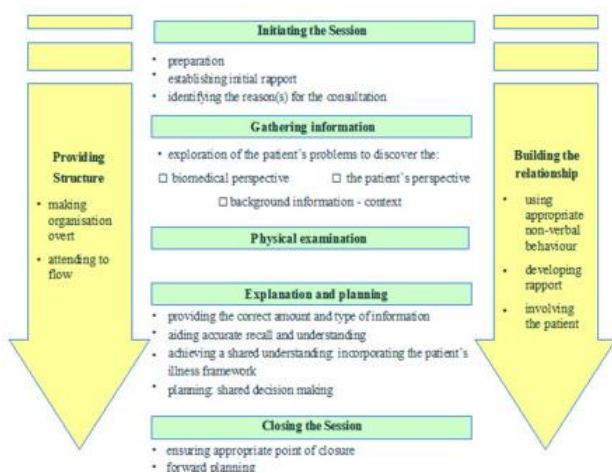 Initiating the Session
• preparation
• establishing initial rapport
• identifying the reason(s) for the consultation
Gathering information
• exploration of the patient's problems to discover the:
☐ biomedical perspective ☐ the patient's perspective
☐ background information - context
Providing
Structure
• making
organisation
overt
• attending to
flow
Building the
relationship
• using
appropriate
non-verbal
behaviour
• developing
rapport
• involving
the patient
Physical examination
Explanation and planning
• providing the correct amount and type of information
• aiding accurate recall and understanding
• achieving a shared understanding: incorporating the patient's
illness framework
• planning: shared decision making
Closing the Session
• ensuring appropriate point of closure
• forward planning